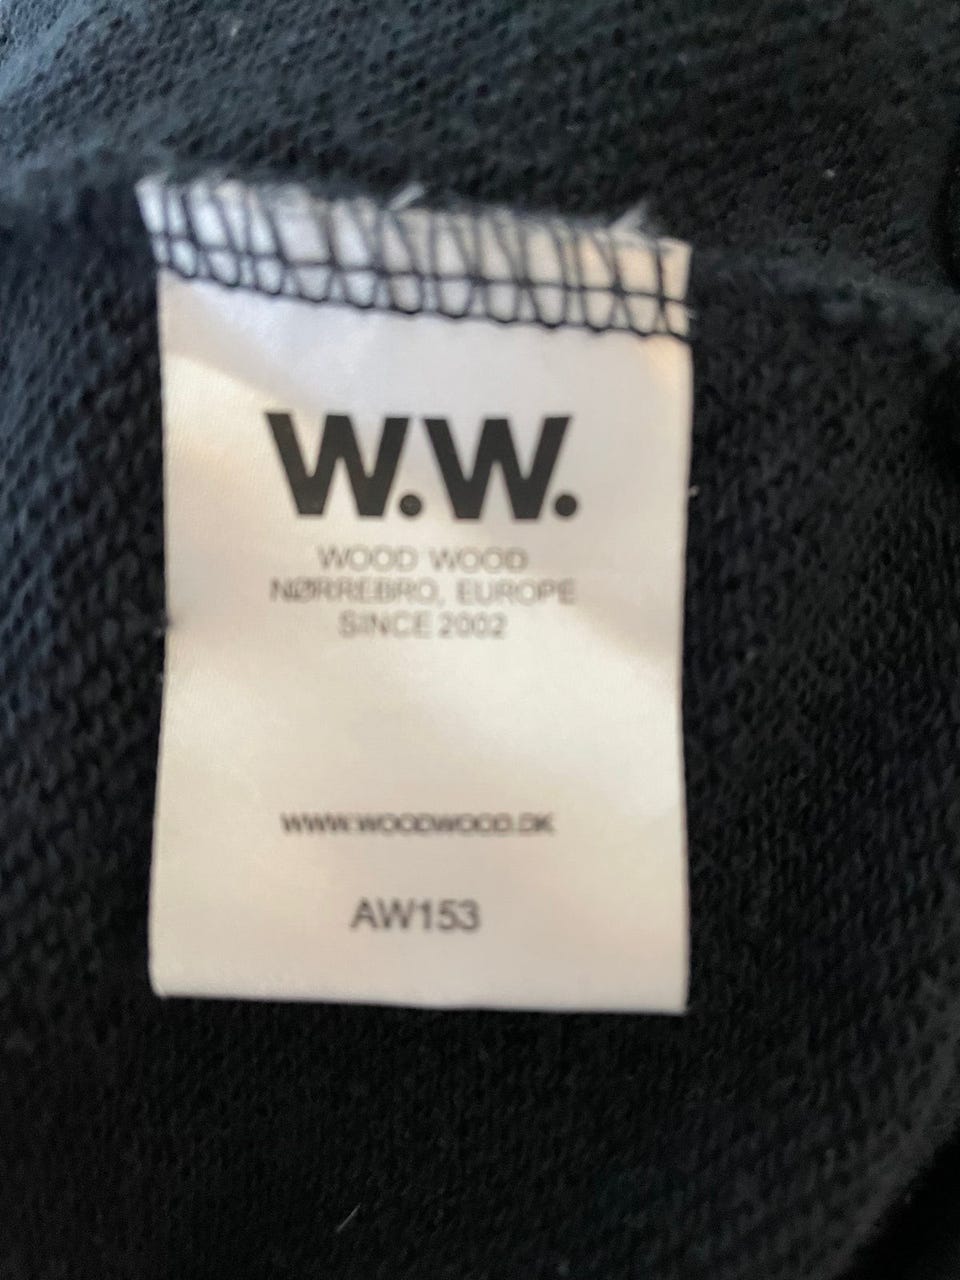 W.W.
WOOD WOOD
NØRREBRO, EUROPE
SINCE 2002
WWW.WOODWOOD.DK
AW153